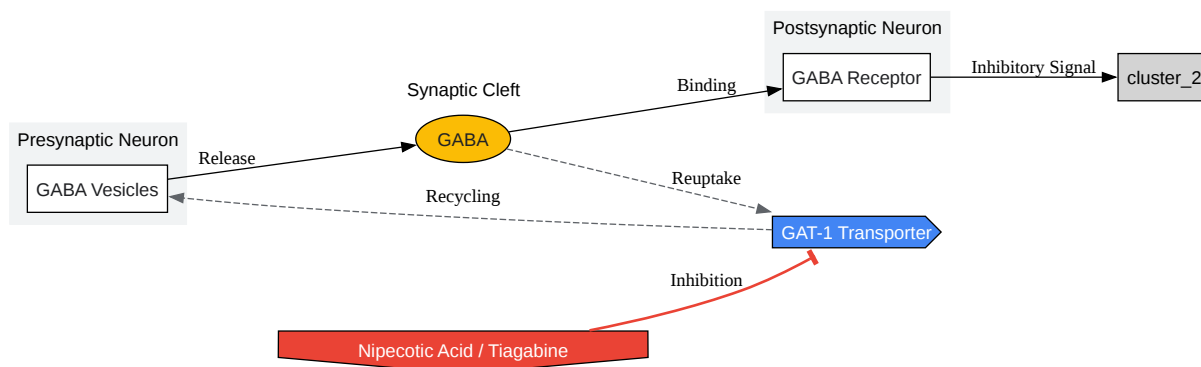 Postsynaptic Neuron
GABA Receptor
Inhibitory Signal
cluster_2
Binding
Synaptic Cleft
GABA
Presynaptic Neuron
GABA Vesicles
Release
Reuptake
Recycling
GAT-1 Transporter
Inhibition
Nipecotic Acid / Tiagabine